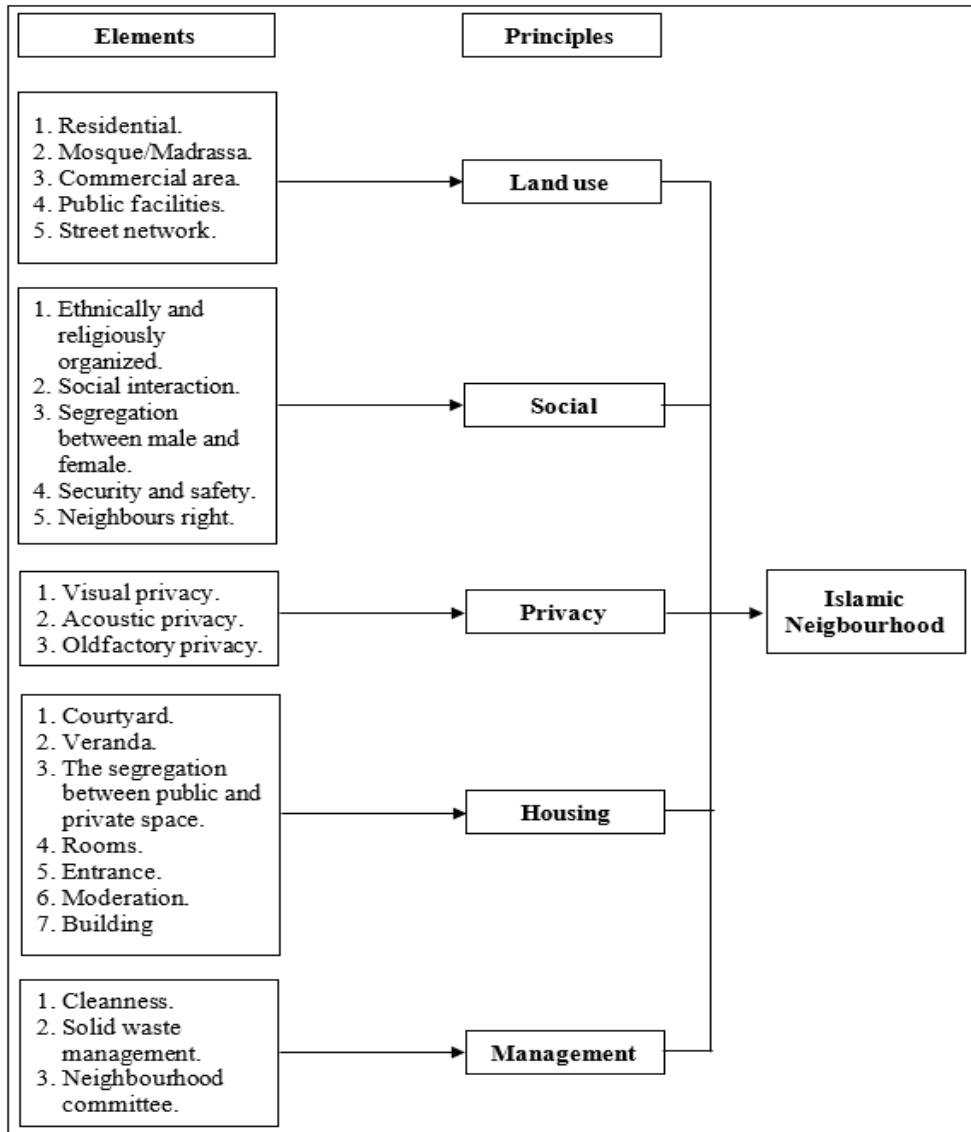 Elements
Principles
1. Residential.
2. Mosque/Madrassa.
3. Commercial area.
4. Public facilities.
5. Street network.
Land use
1. Ethnically and
religiously
organized.
2. Social interaction.
3. Segregation
between male and
female.
4. Security and safety.
5. Neighbours right.
Social
1. Visual privacy.
2. Acoustic privacy.
3. Oldfactory privacy.
Privacy
Islamic
Neigbourhood
1. Courtyard.
2. Veranda.
3. The segregation
between public and
private space.
4. Rooms.
5. Entrance.
6. Moderation.
7. Building
Housing
1. Cleanness.
2. Solid waste
management.
3. Neighbourhood
committee.
Management